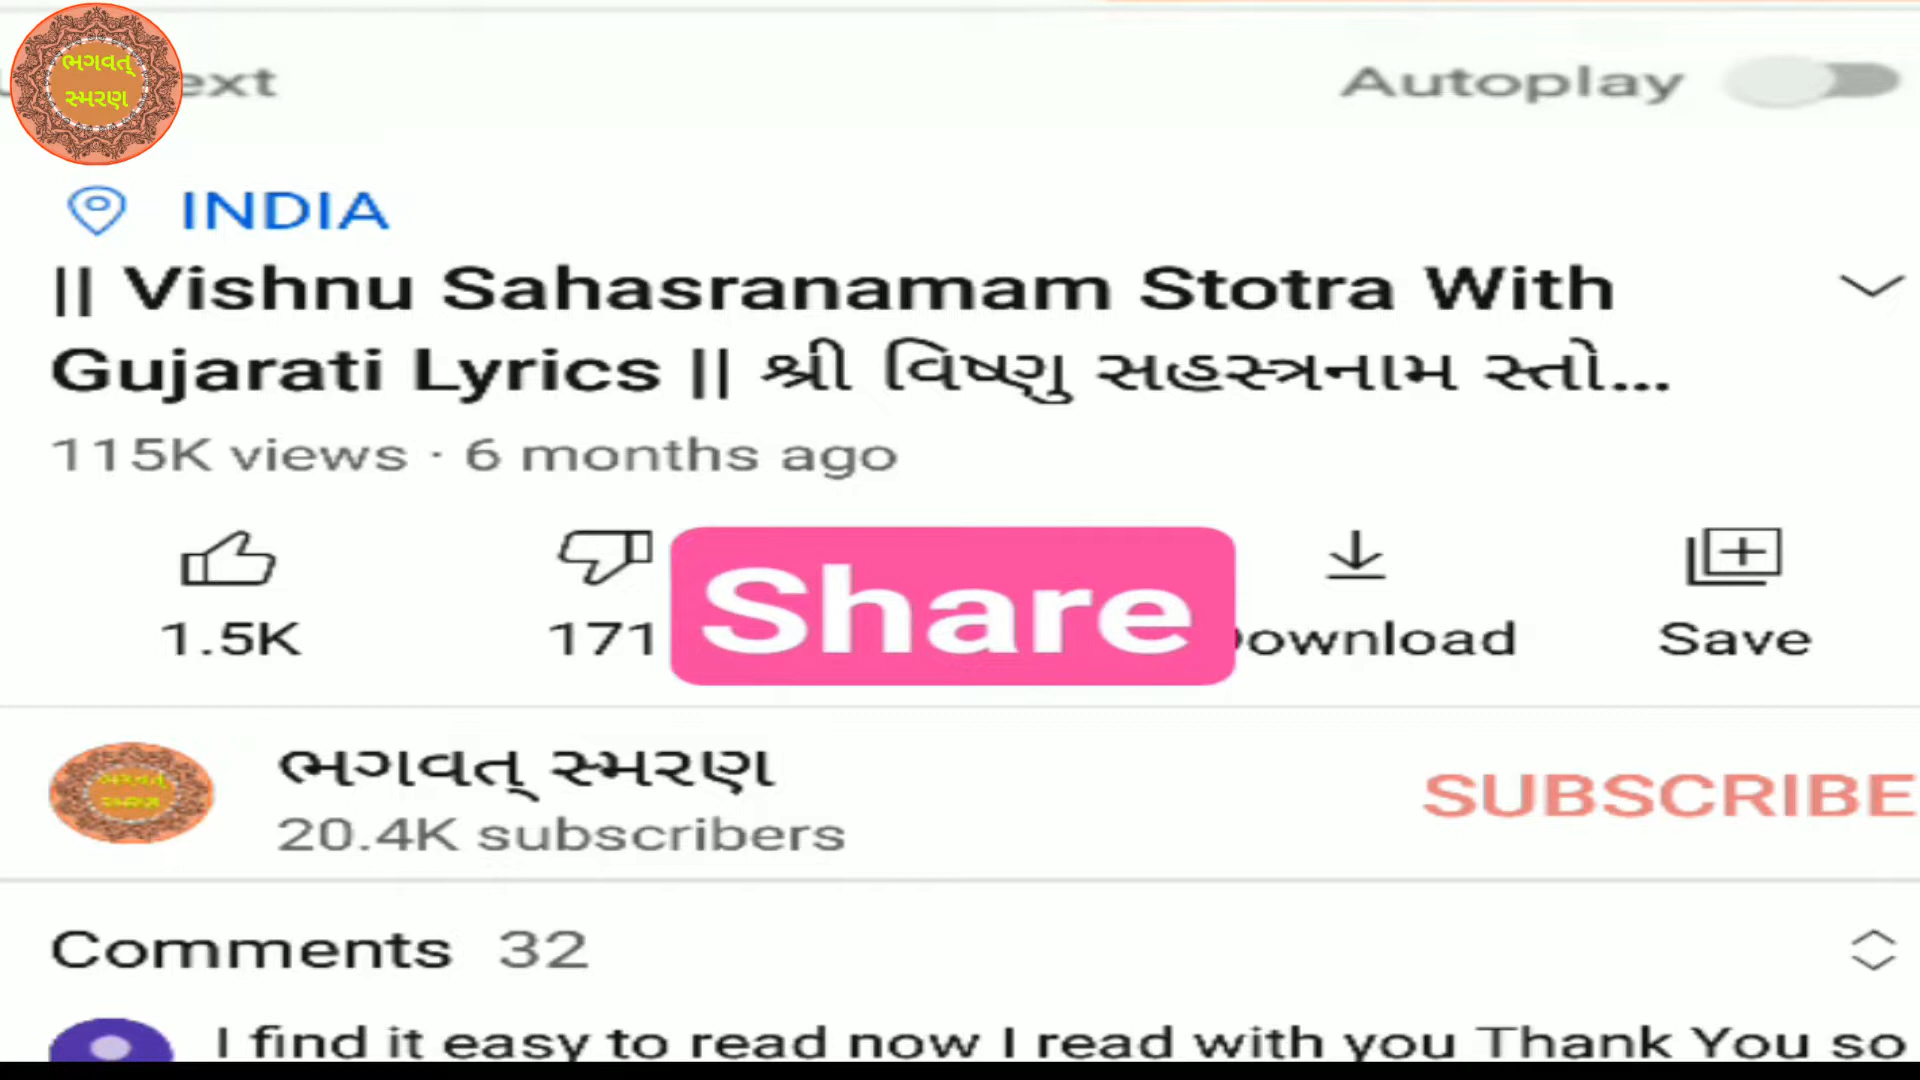 ભગવત્
સ્મરણ
ext
Autoplay
INDIA
|| Vishnu Sahasranamam Stotra With
Gujarati Lyrics || શ્રી વિષ્ણુ સહસ્ત્રનામ સ્તો...
115K views · 6 months ago
1.5K
171
Share
ownload
Save
ભગવત્ સ્મરણ
20.4K subscribers
SUBSCRIBE
Comments 32
I find it easy to read now I read with you Thank You so